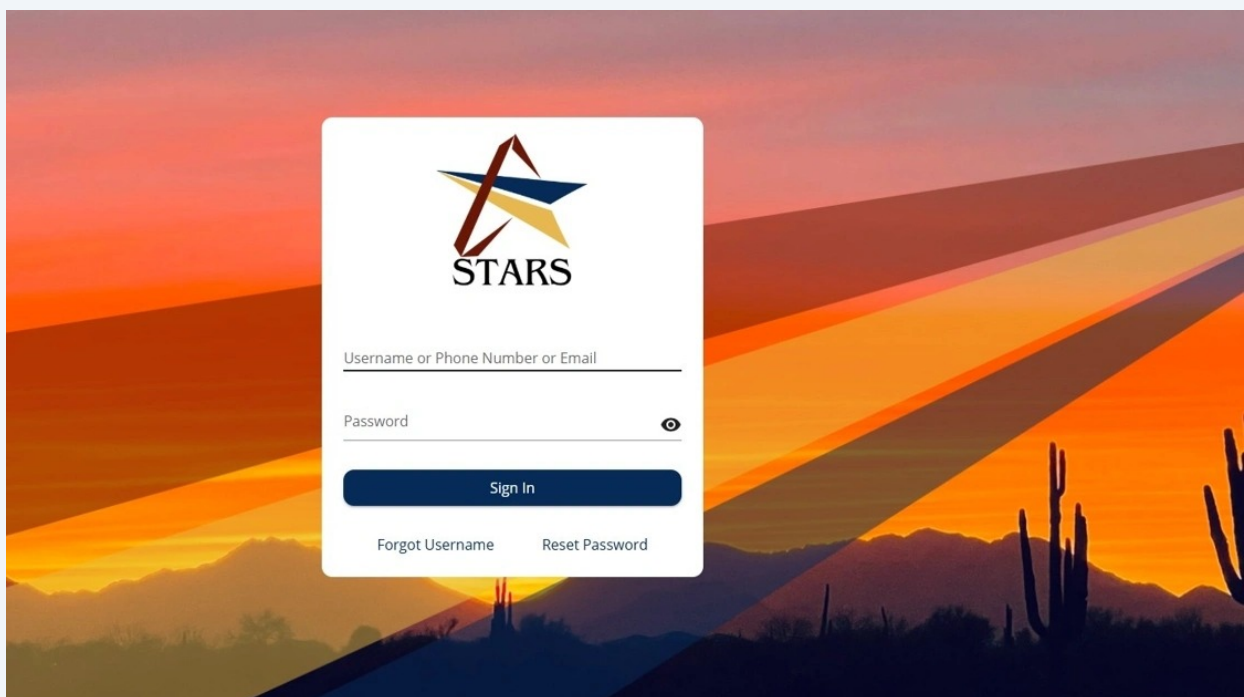 STARS
Username or Phone Number or Email
Password
Sign In
Forgot Username Reset Password